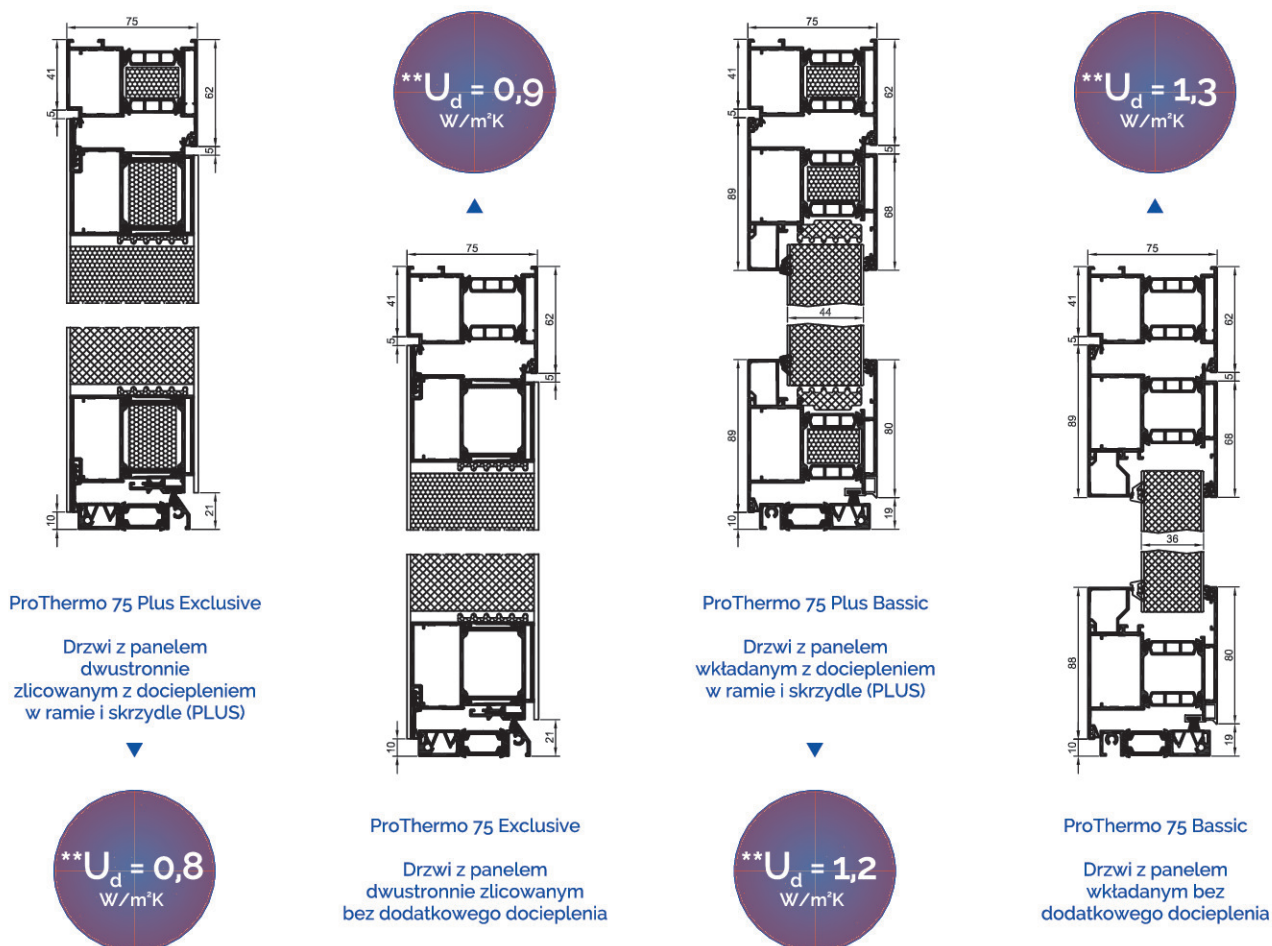 75
41
5
62
5
10
21
ProThermo 75 Plus Exclusive
Drzwi z panelem
dwustronnie
zlicowanym z dociepleniem
w ramie i skrzydle (PLUS)
**Ud = 0,8
W/m²K
**Ud = 0,9
W/m²K
75
41
5
62
5
10
21
ProThermo 75 Exclusive
Drzwi z panelem
dwustronnie zlicowanym
bez dodatkowego docieplenia
75
41
5
62
5
89
68
44
89
80
10
19
ProThermo 75 Plus Bassic
Drzwi z panelem
wkładanym z dociepleniem
w ramie i skrzydle (PLUS)
**Ud = 1,2
W/m²K
**Ud = 1,3
W/m²K
75
41
5
62
5
89
68
36
88
80
10
19
ProThermo 75 Bassic
Drzwi z panelem
wkładanym bez
dodatkowego docieplenia